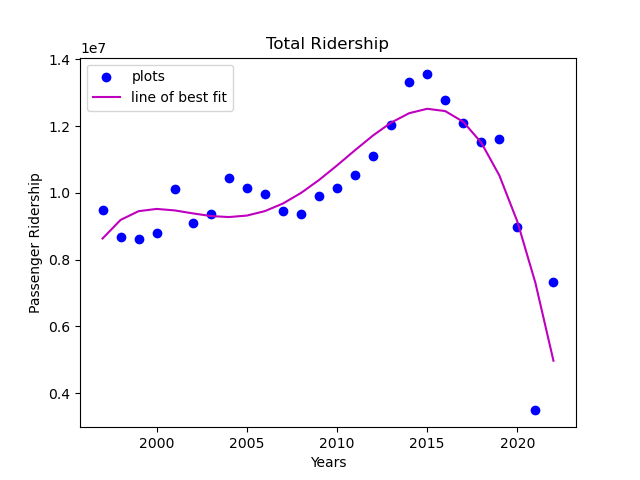 Total Ridership
1e7
plots
line of best fit
1.4
1.2
1.0
0.8
0.6
0.4
Passenger Ridership
2000 2005 2010 2015 2020
Years